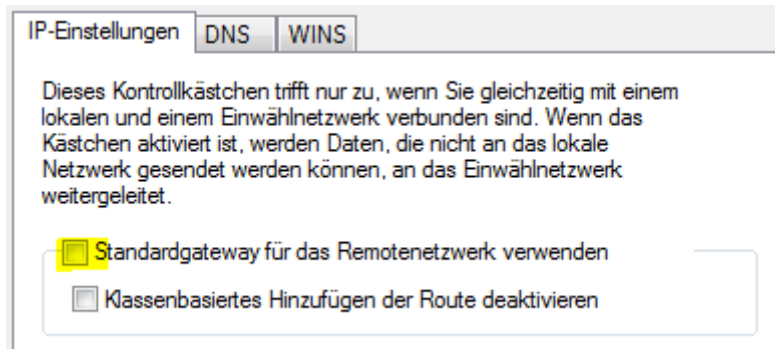 IP-Einstellungen DNS WINS
Dieses Kontrollkästchen trifft nur zu, wenn Sie gleichzeitig mit einem
lokalen und einem Einwählnetzwerk verbunden sind. Wenn das
Kästchen aktiviert ist, werden Daten, die nicht an das lokale
Netzwerk gesendet werden können, an das Einwählnetzwerk
weitergeleitet.
Standardgateway für das Remotenetzwerk verwenden
Klassenbasiertes Hinzufügen der Route deaktivieren